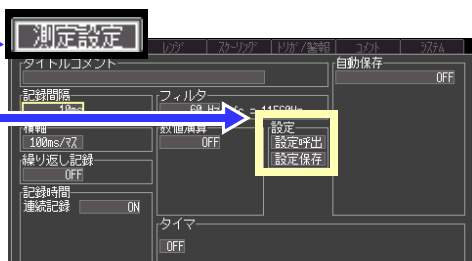 測定設定
レンジ スケーリング トリガ/警報 コメント システム
タイトルコメント
自動保存
OFF
記録間隔
10ms
フィルタ
60 Hz
横軸
100ms/マス
数値演算
OFF
設定
設定呼出
設定保存
繰り返し記録
OFF
記録時間
連続記録 ON
タイマ
OFF